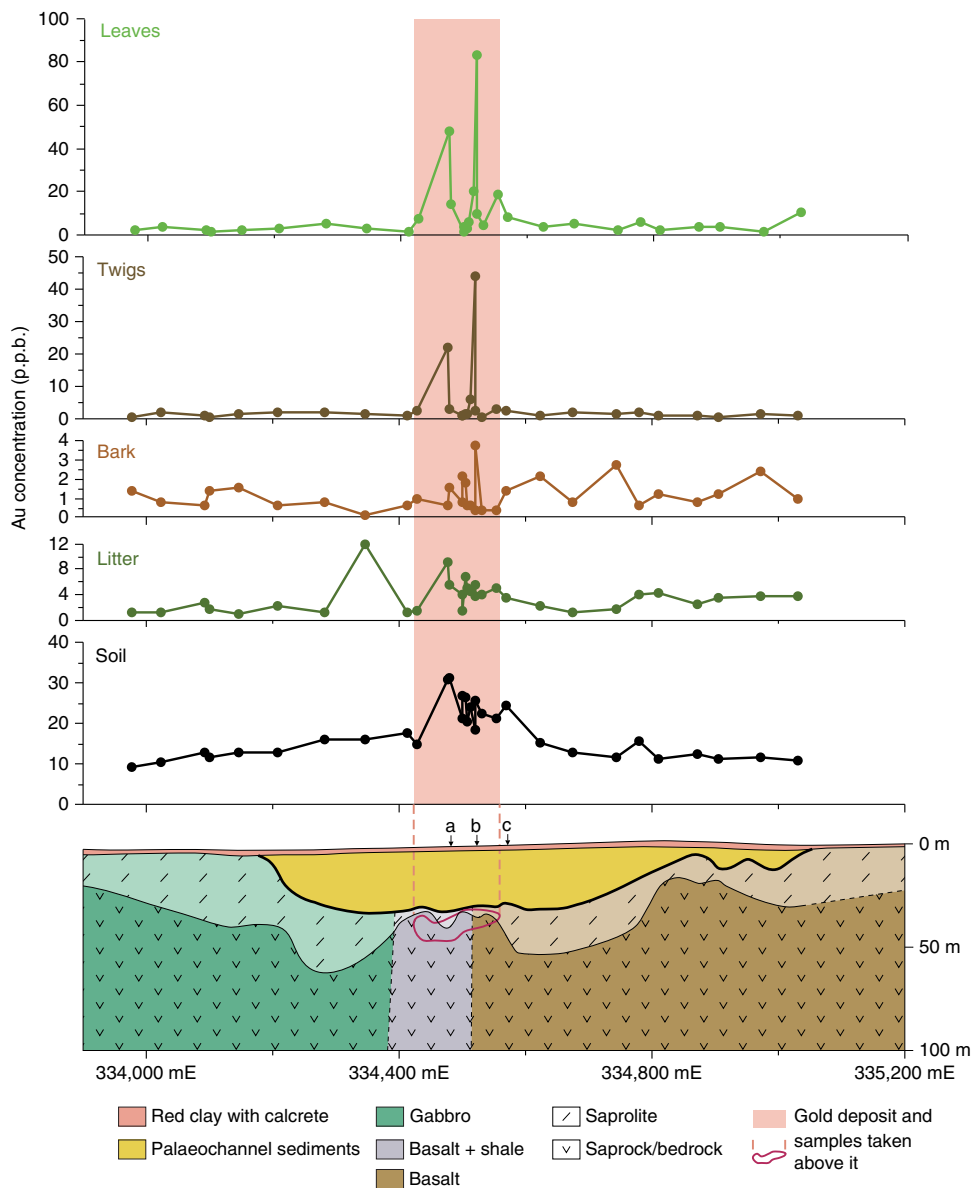 Au concentration (p.p.b.)
Leaves
100
80
60
40
20
0
Twigs
50
40
30
20
10
0
Bark
4
3
2
1
0
Litter
12
8
4
0
Soil
40
30
20
10
0
a b c
0 m
50 m
100 m
334,000 mE 334,400 mE 334,800 mE 335,200 mE
Red clay with calcrete
Palaeochannel sediments
Gabbro
Basalt + shale
Basalt
Saprolite
Saprock/bedrock
Gold deposit and
samples taken
above it